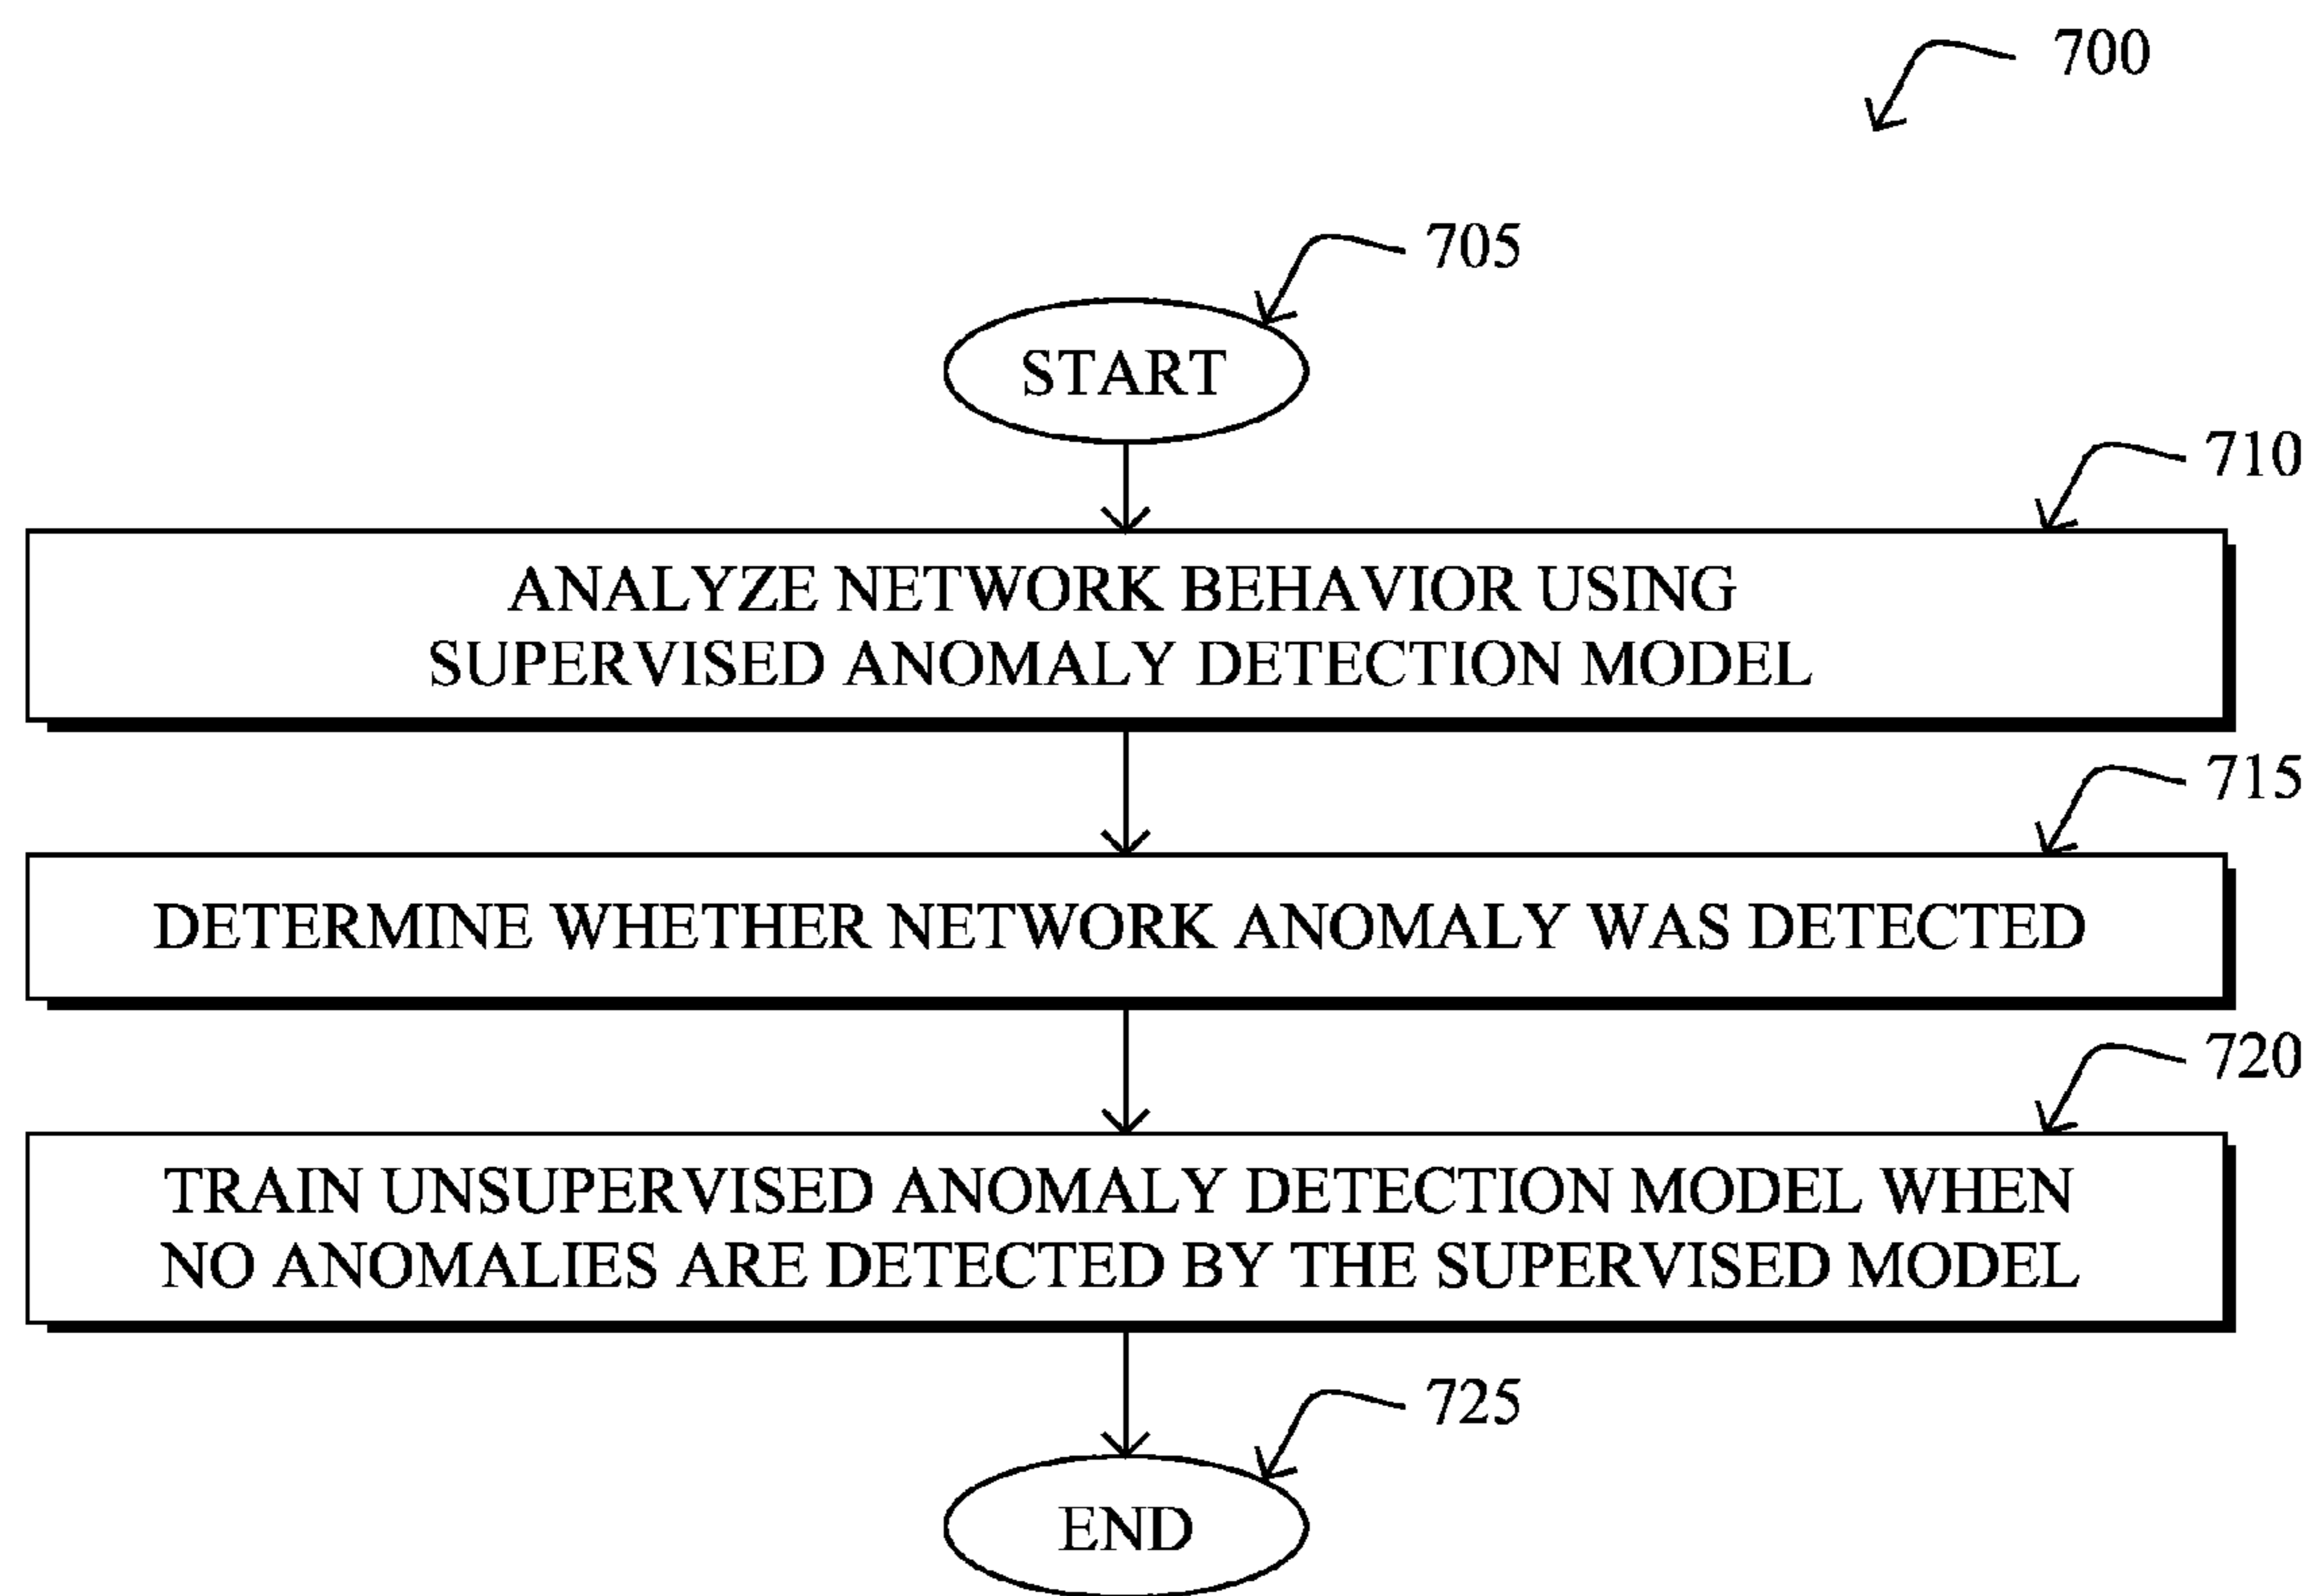 700
705
START
710
ANALYZE NETWORK BEHAVIOR USING
SUPERVISED ANOMALY DETECTION MODEL
715
DETERMINE WHETHER NETWORK ANOMALY WAS DETECTED
720
TRAIN UNSUPERVISED ANOMALY DETECTION MODEL WHEN
NO ANOMALIES ARE DETECTED BY THE SUPERVISED MODEL
725
END